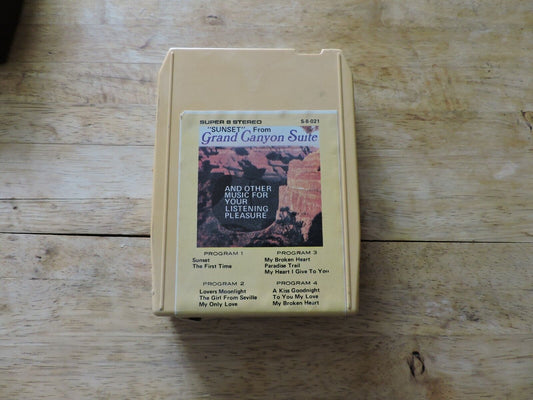 SUPER 8 STEREO S-8-021
"SUNSET" From
Grand Canyon Suite
AND OTHER
MUSIC FOR
YOUR
LISTENING
PLEASURE
PROGRAM 1
Sunset
The First Time
PROGRAM 2
Lovers Moonlight
The Girl From Seville
My Only Love
PROGRAM 3
My Broken Heart
Paradise Trail
My Heart I Give To You
PROGRAM 4
A Kiss Goodnight
To You My Love
My Broken Heart